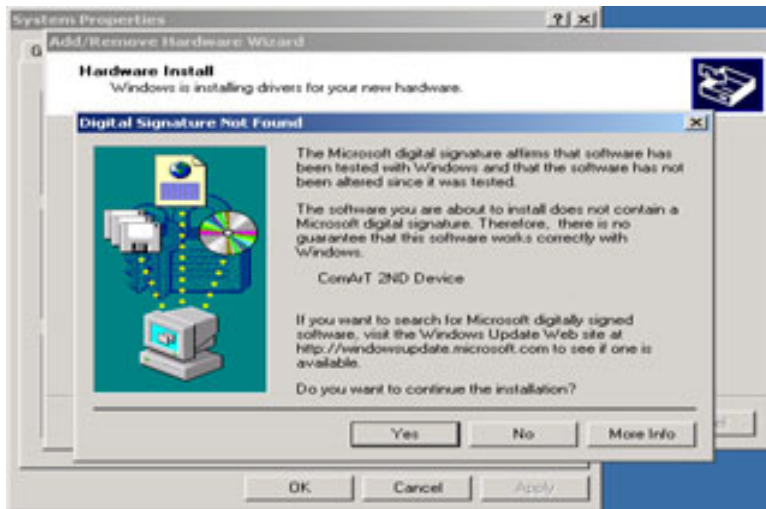 System Properties
Add/Remove Hardware Wizard
G
Hardware Install
Windows is installing drivers for your new hardware.
Digital Signature Not Found
The Microsoft digital signature affirms that software has
been tested with Windows and that the software has not
been altered since it was tested.
The software you are about to install does not contain a
Microsoft digital signature. Therefore, there is no
guarantee that this software works correctly with
Windows.
ComArT 2ND Device
If you want to search for Microsoft digitally signed
software, visit the Windows Update Web site at
http://windowsupdate.microsoft.com to see if one is
available.
Do you want to continue the installation?
Yes No More Info
OK Cancel Apply